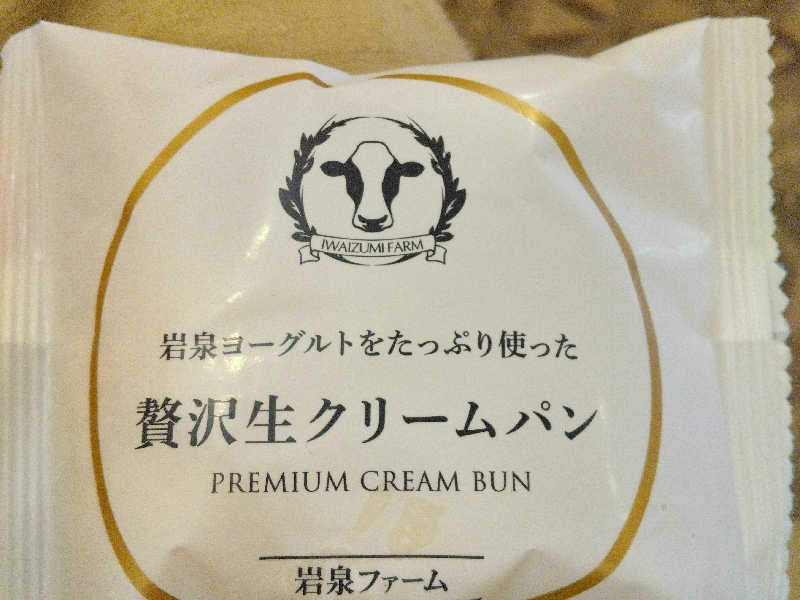 IWAIZUMI FARM
岩泉ヨーグルトをたっぷり使った
贅沢生クリームパン
PREMIUM CREAM BUN
岩泉ファーム